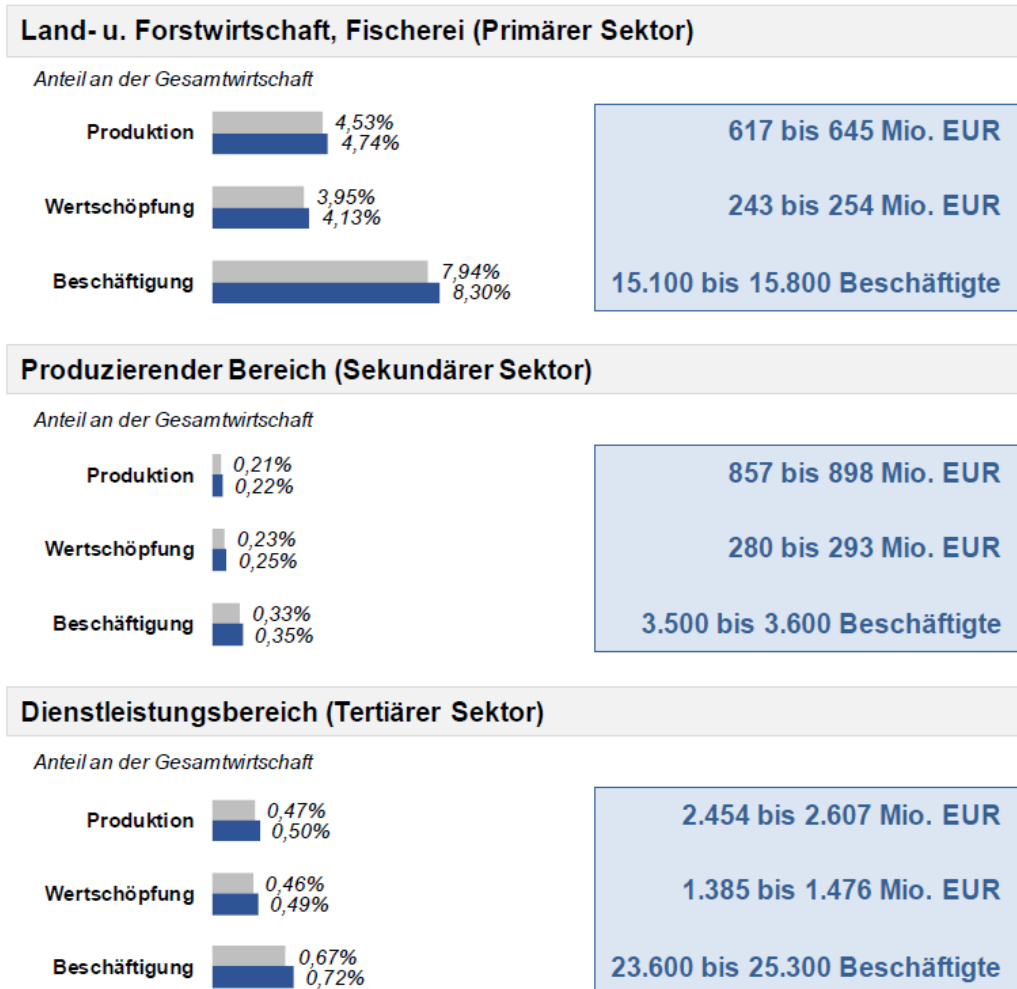 Land- u. Forstwirtschaft, Fischerei (Primärer Sektor)
Anteil an der Gesamtwirtschaft
Produktion 4,53% 617 bis 645 Mio. EUR
4,74%
Wertschöpfung 3,95% 243 bis 254 Mio. EUR
4,13%
Beschäftigung 7,94% 15.100 bis 15.800 Beschäftigte
8,30%
Produzierender Bereich (Sekundärer Sektor)
Anteil an der Gesamtwirtschaft
Produktion 0,21% 857 bis 898 Mio. EUR
0,22%
Wertschöpfung 0,23% 280 bis 293 Mio. EUR
0,25%
Beschäftigung 0,33% 3.500 bis 3.600 Beschäftigte
0,35%
Dienstleistungsbereich (Tertiärer Sektor)
Anteil an der Gesamtwirtschaft
Produktion 0,47% 2.454 bis 2.607 Mio. EUR
0,50%
Wertschöpfung 0,46% 1.385 bis 1.476 Mio. EUR
0,49%
Beschäftigung 0,67% 23.600 bis 25.300 Beschäftigte
0,72%